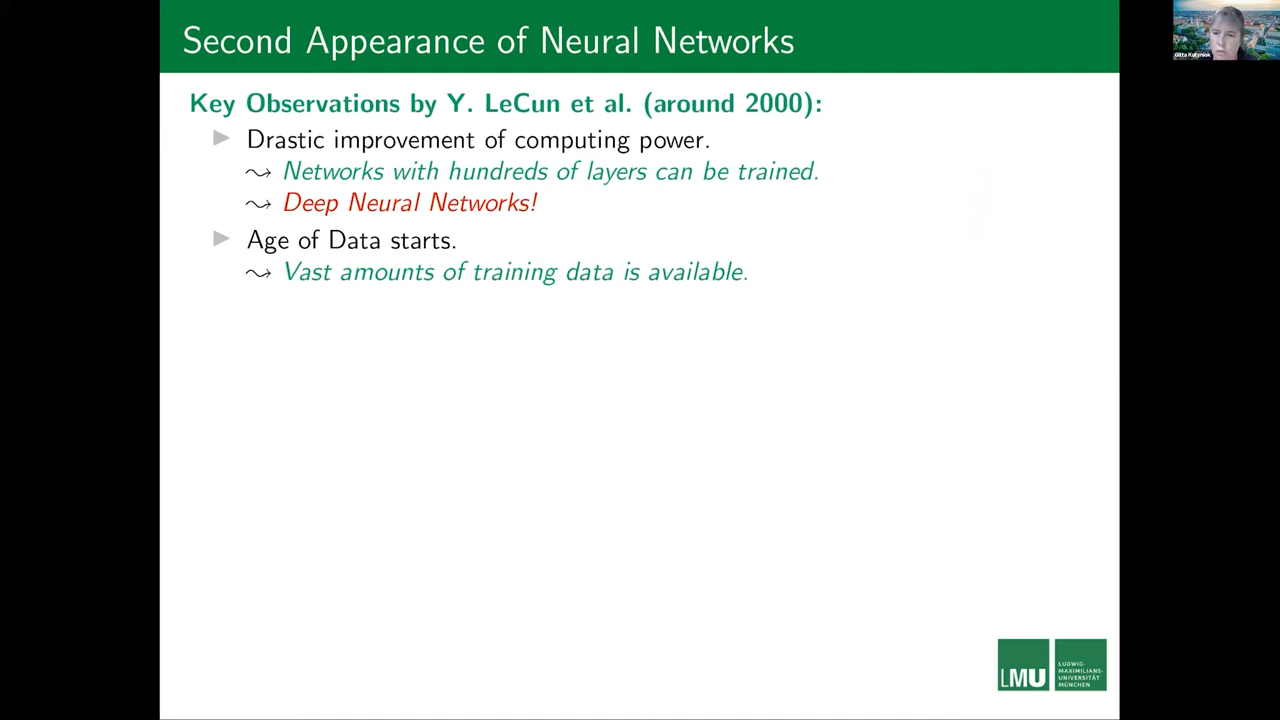 Second Appearance of Neural Networks
Gitta Kutyniok
Key Observations by Y. LeCun et al. (around 2000):
Drastic improvement of computing power.
⇝ Networks with hundreds of layers can be trained.
⇝ Deep Neural Networks!
Age of Data starts.
⇝ Vast amounts of training data is available.
LMU
LUDWIG-
MAXIMILIANS-
UNIVERSITÄT
MÜNCHEN